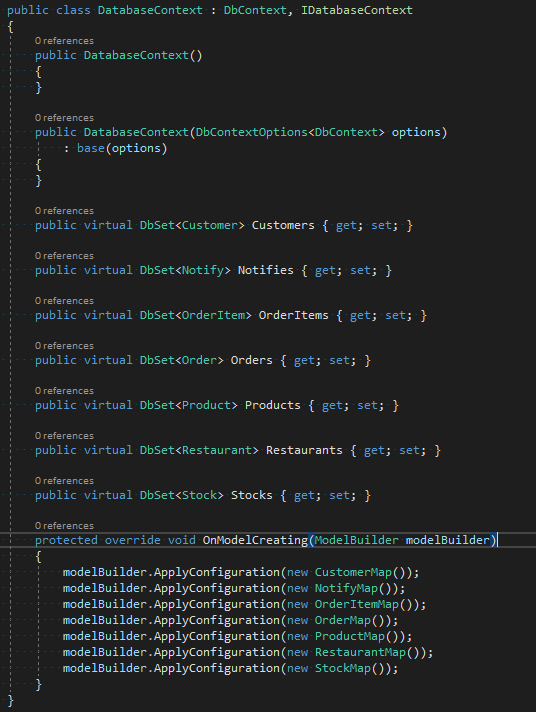 public class DatabaseContext : DbContext, IDatabaseContext
{
0 references
public DatabaseContext()
{
}
0 references
public DatabaseContext(DbContextOptions<DbContext> options)
: base(options)
{
}
0 references
public virtual DbSet<Customer> Customers { get; set; }
0 references
public virtual DbSet<Notify> Notifies { get; set; }
0 references
public virtual DbSet<OrderItem> OrderItems { get; set; }
0 references
public virtual DbSet<Order> Orders { get; set; }
0 references
public virtual DbSet<Product> Products { get; set; }
0 references
public virtual DbSet<Restaurant> Restaurants { get; set; }
0 references
public virtual DbSet<Stock> Stocks { get; set; }
0 references
protected override void OnModelCreating(ModelBuilder modelBuilder)
{
modelBuilder.ApplyConfiguration(new CustomerMap());
modelBuilder.ApplyConfiguration(new NotifyMap());
modelBuilder.ApplyConfiguration(new OrderItemMap());
modelBuilder.ApplyConfiguration(new OrderMap());
modelBuilder.ApplyConfiguration(new ProductMap());
modelBuilder.ApplyConfiguration(new RestaurantMap());
modelBuilder.ApplyConfiguration(new StockMap());
}
}